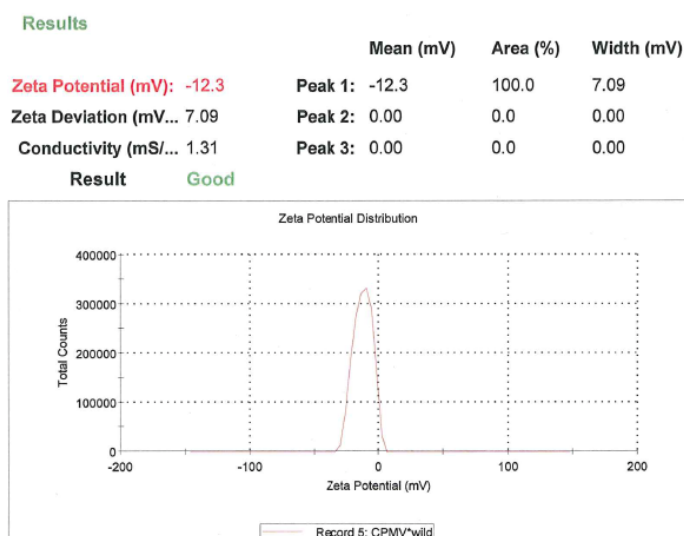 Results
Mean (mV) Area (%) Width (mV)
Zeta Potential (mV): -12.3 Peak 1: -12.3 100.0 7.09
Zeta Deviation (mV... 7.09 Peak 2: 0.00 0.0 0.00
Conductivity (mS/... 1.31 Peak 3: 0.00 0.0 0.00
Result Good
Zeta Potential Distribution
400000
300000
200000
100000
0
Total Counts
-200 -100 0 100 200
Zeta Potential (mV)
Record 5: CPMV*wild